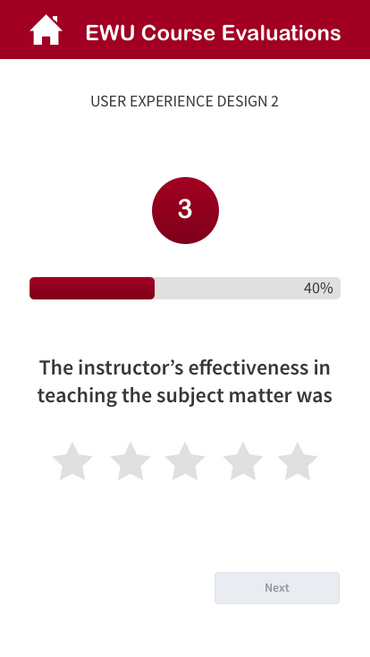 EWU Course Evaluations
USER EXPERIENCE DESIGN 2
3
40%
The instructor’s effectiveness in
teaching the subject matter was
Next